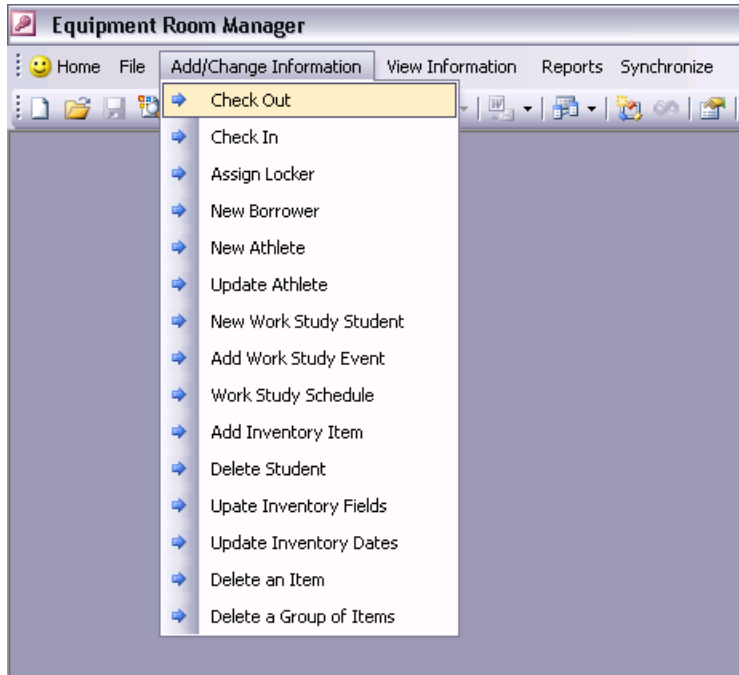 Equipment Room Manager
Home File Add/Change Information View Information Reports Synchronize
Check Out
Check In
Assign Locker
New Borrower
New Athlete
Update Athlete
New Work Study Student
Add Work Study Event
Work Study Schedule
Add Inventory Item
Delete Student
Upate Inventory Fields
Update Inventory Dates
Delete an Item
Delete a Group of Items